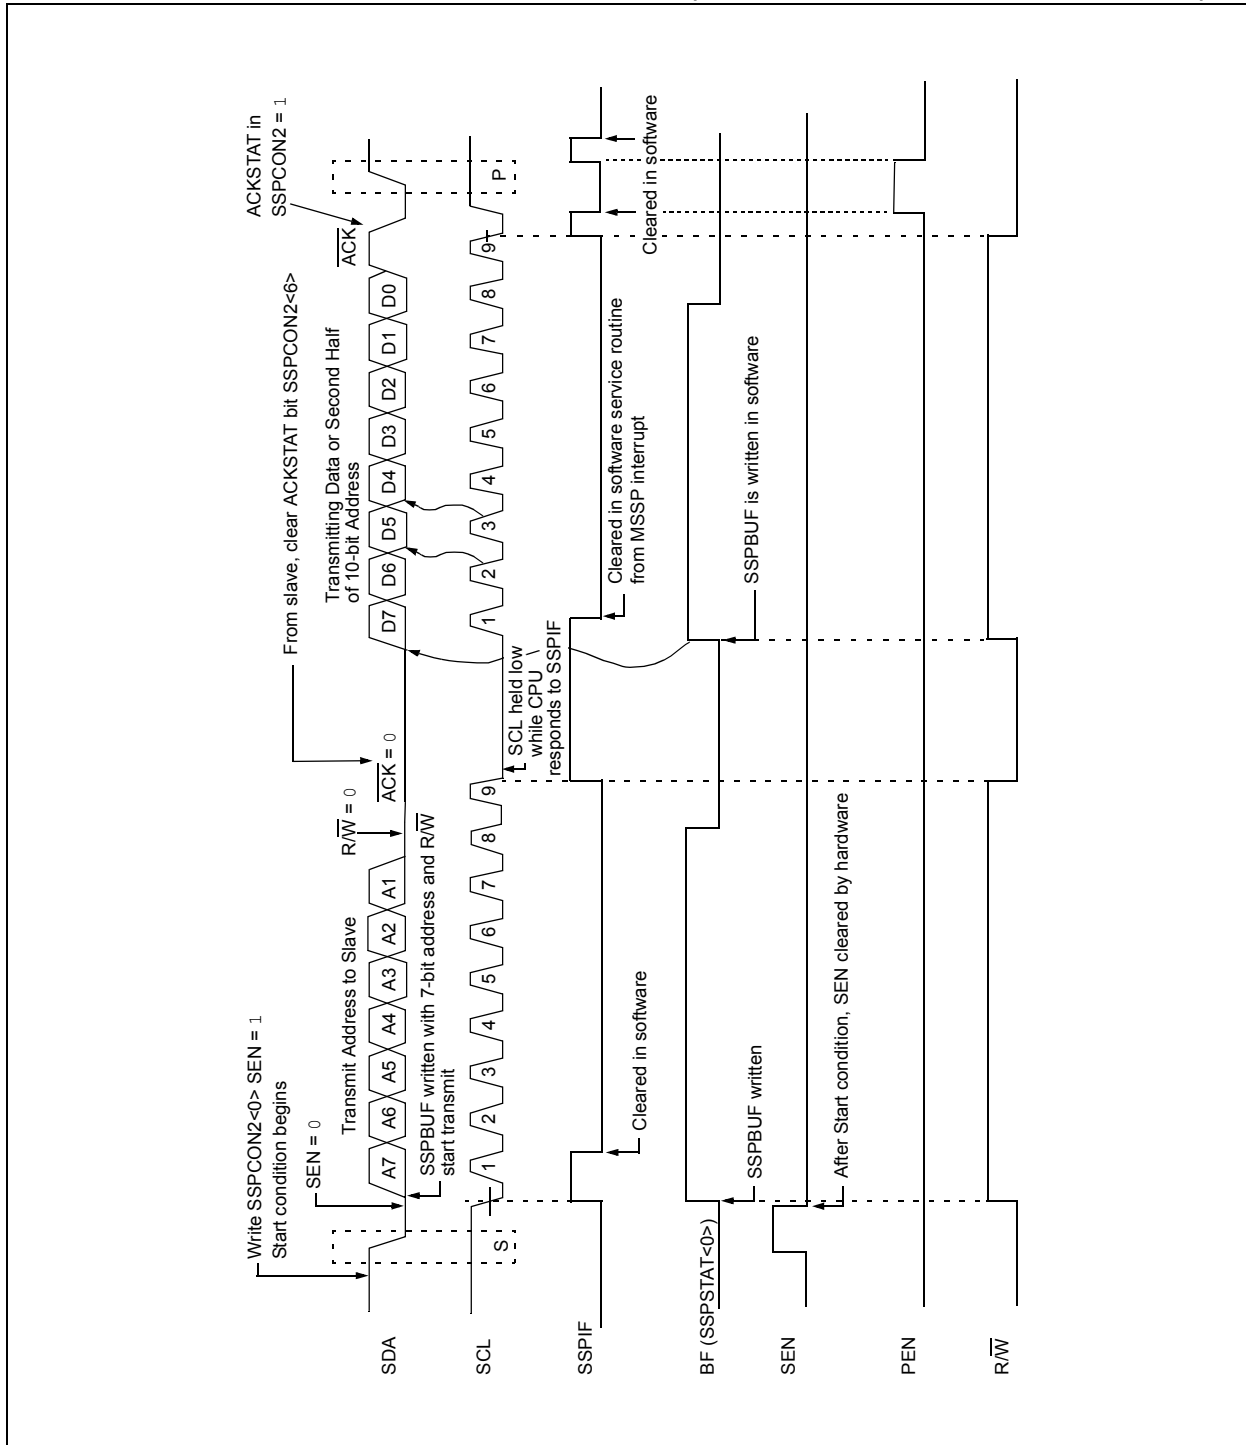 Write SSPCON2<0> SEN = 1
Start condition begins
SEN = 0
Transmit Address to Slave
R/W = 0
From slave, clear ACKSTAT bit SSPCON2<6>
ACK = 0
Transmitting Data or Second Half
of 10-bit Address
ACKSTAT in
SSPCON2 = 1
ACK
SDA
A7 A6 A5 A4 A3 A2 A1
D7 D6 D5 D4 D3 D2 D1 D0
SSPBUF written with 7-bit address and R/W
start transmit
SCL
S
1 2 3 4 5 6 7 8 9
1 2 3 4 5 6 7 8 9
P
SCL held low
while CPU
responds to SSPIF
SSPIF
Cleared in software
Cleared in software service routine
from MSSP interrupt
Cleared in software
BF (SSPSTAT<0>)
SSPBUF written
SSPBUF is written in software
SEN
After Start condition, SEN cleared by hardware
PEN
R/W